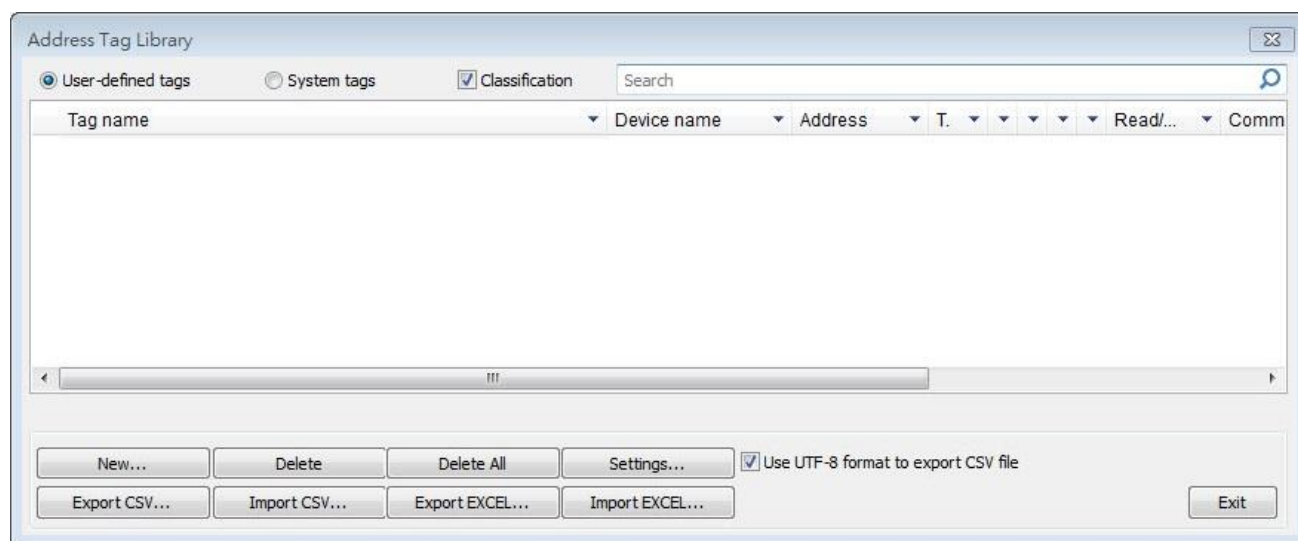 Address Tag Library
User-defined tags System tags Classification Search
Tag name Device name Address T. Read/... Comm
New... Delete Delete All Settings... Use UTF-8 format to export CSV file
Export CSV... Import CSV... Export EXCEL... Import EXCEL... Exit